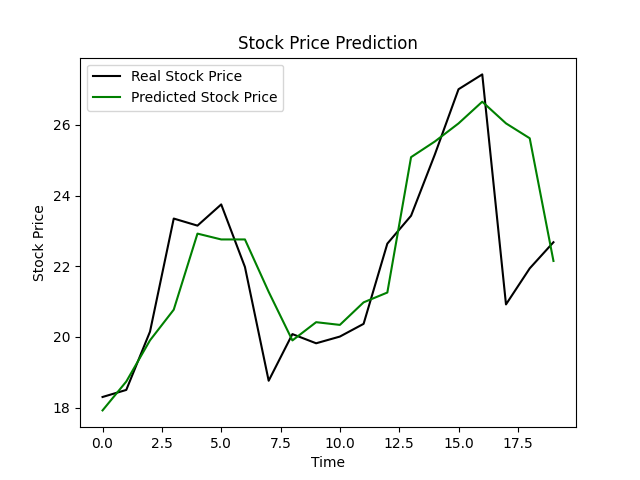 Stock Price Prediction
Real Stock Price
Predicted Stock Price
Stock Price
26
24
22
20
18
0.0 2.5 5.0 7.5 10.0 12.5 15.0 17.5
Time